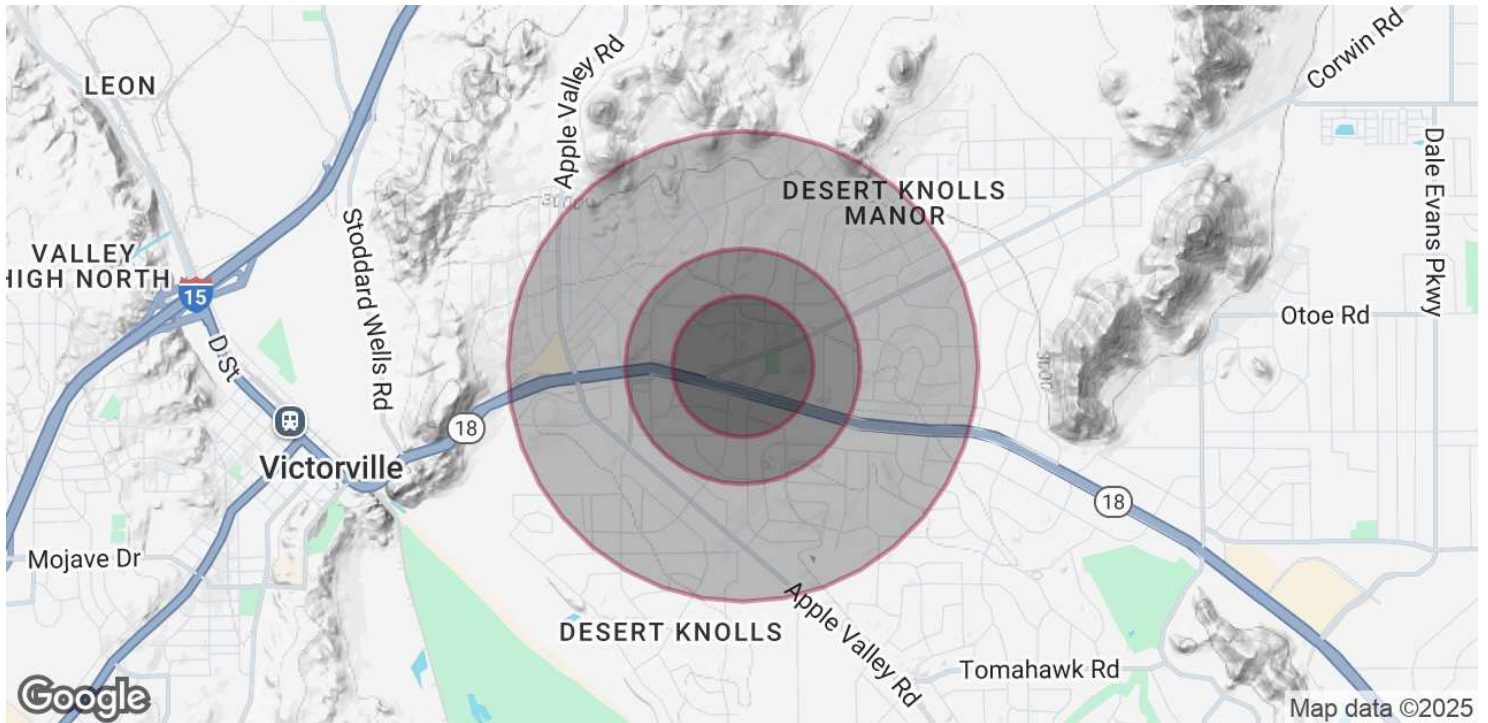 LEON
Apple Valley Rd
Corwin Rd
Dale Evans Pkwy
DESERT KNOLLS
MANOR
3000
Stoddard Wells Rd
VALLEY
HIGH NORTH
15
Otoe Rd
D St
3000
18
Victorville
18
Mojave Dr
Apple Valley Rd
DESERT KNOLLS
Tomahawk Rd
Google
Map data ©2025